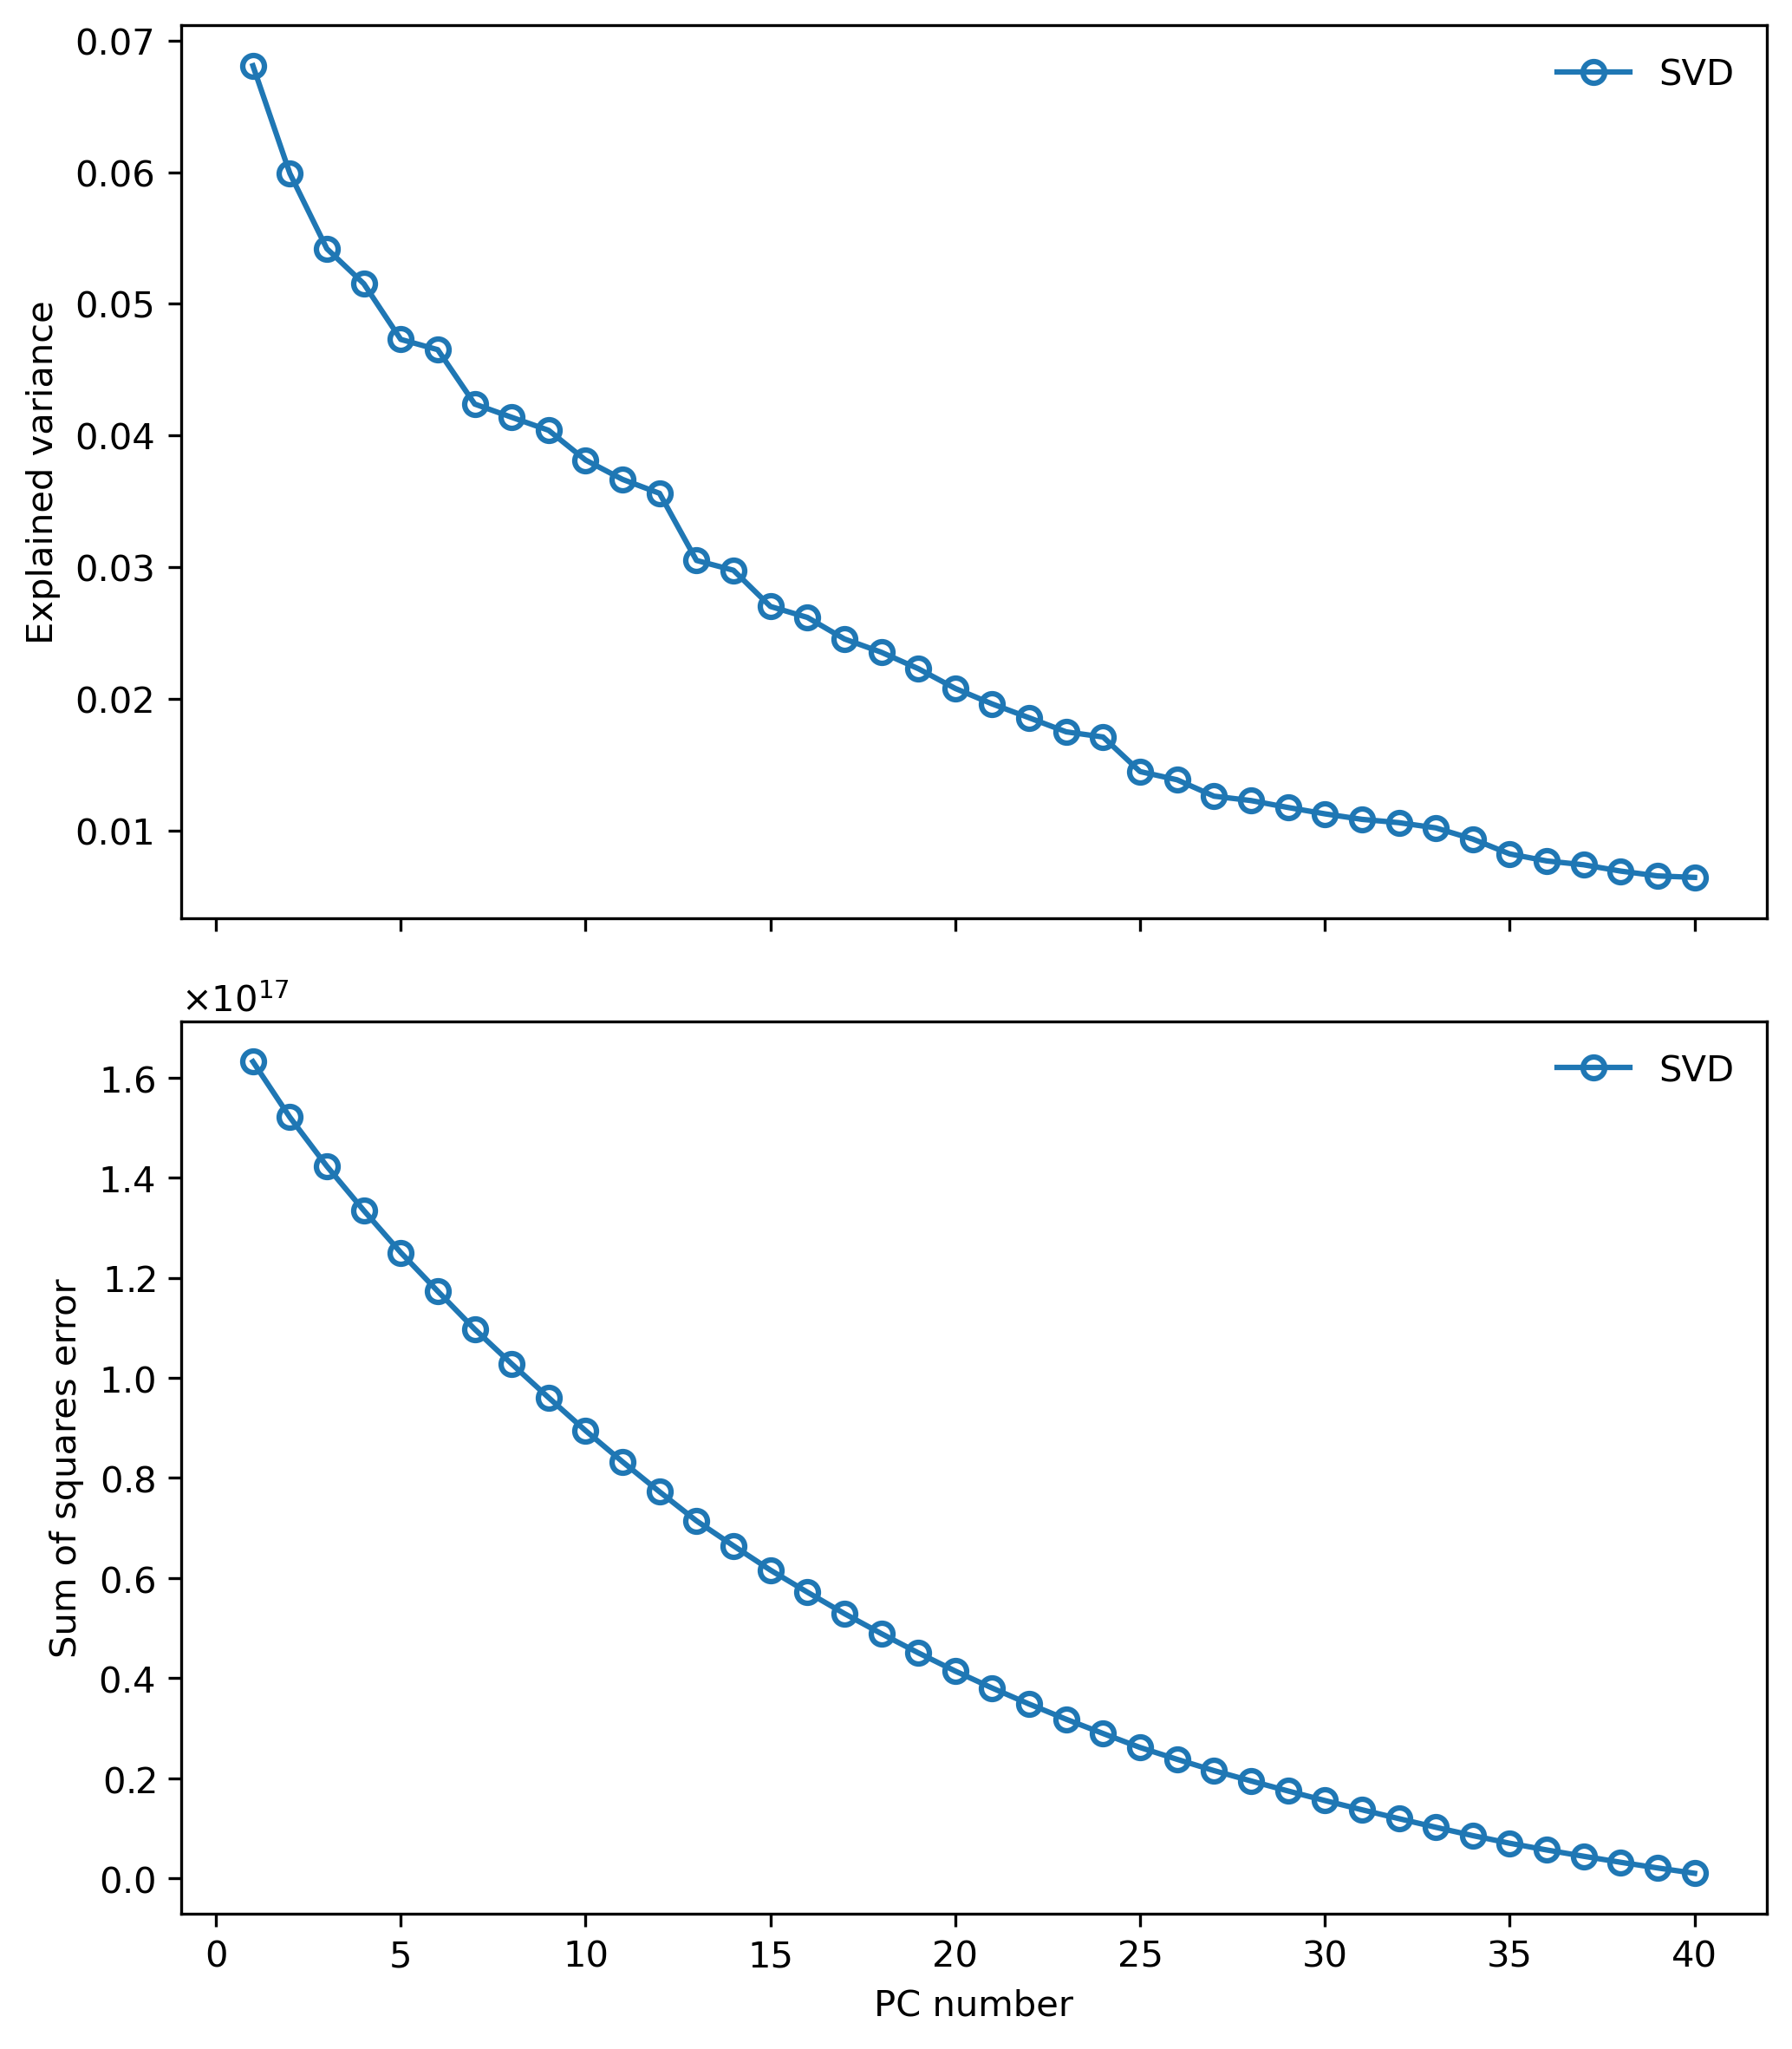 0.07
0.06
0.05
0.04
0.03
0.02
0.01
Explained variance
SVD
×10¹⁷
1.6
1.4
1.2
1.0
0.8
0.6
0.4
0.2
0.0
Sum of squares error
SVD
0 5 10 15 20 25 30 35 40
PC number